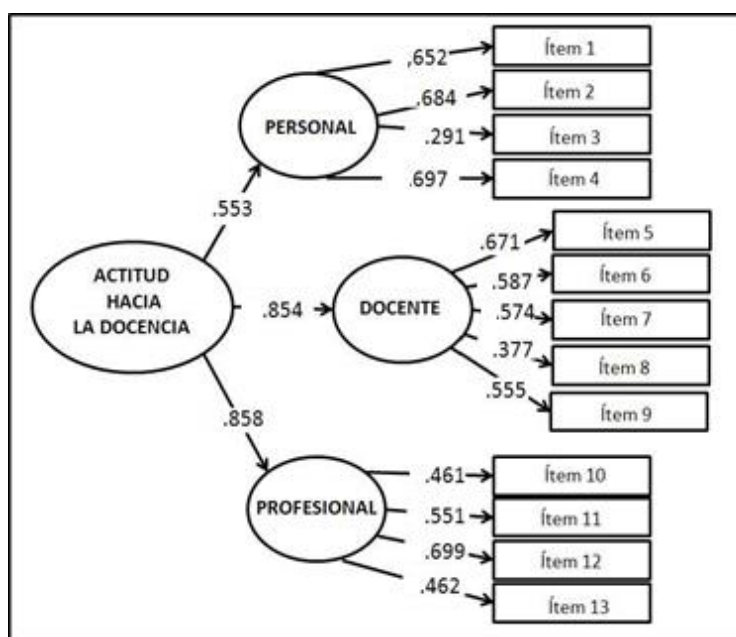 ,652
Ítem 1
.684
Ítem 2
PERSONAL
.291
Ítem 3
.697
Ítem 4
.553
.671
Ítem 5
.587
Ítem 6
ACTITUD
HACIA
LA DOCENCIA
.854
DOCENTE
.574
Ítem 7
.377
Ítem 8
.555
Ítem 9
.858
.461
Ítem 10
PROFESIONAL
.551
Ítem 11
.699
Ítem 12
.462
Ítem 13